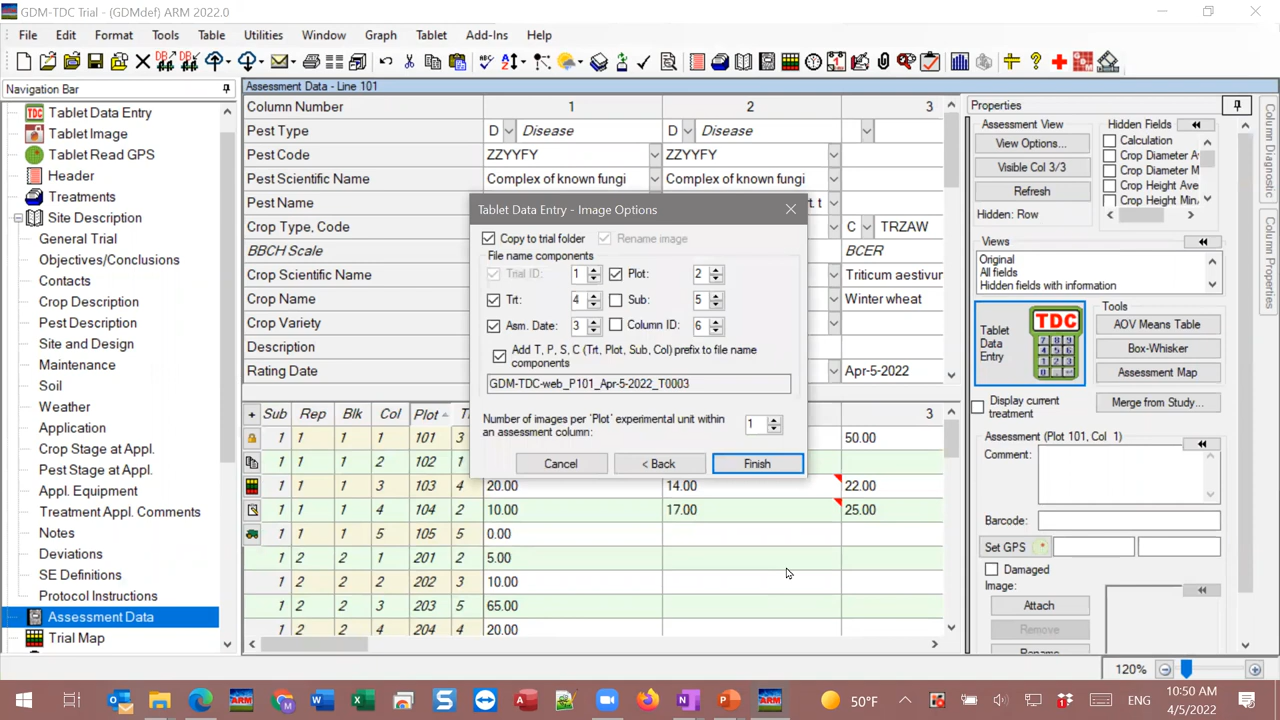 GDM-TDC Trial - (GDMdef) ARM 2022.0
File Edit Format Tools Table Utilities Window Graph Tablet Add-Ins Help
Navigation Bar
Tablet Data Entry
Tablet Image
Tablet Read GPS
Header
Treatments
Site Description
General Trial
Objectives/Conclusions
Contacts
Crop Description
Pest Description
Site and Design
Maintenance
Soil
Weather
Application
Crop Stage at Appl.
Pest Stage at Appl.
Appl. Equipment
Treatment Appl. Comments
Notes
Deviations
SE Definitions
Protocol Instructions
Assessment Data
Trial Map
Assessment Data - Line 101
Column Number 1 2 3
Pest Type D Disease D Disease
Pest Code ZZYYFY ZZYYFY
Pest Scientific Name Complex of known fungi Complex of known fungi
Pest Name
Crop Type, Code C TRZAW
BBCH Scale BCER
Crop Scientific Name Triticum aestivum
Crop Name Winter wheat
Crop Variety
Description
Rating Date Apr-5-2022
Sub Rep Blk Col Plot 3
1 1 1 1 101 3 50.00
1 1 1 2 102 1
1 1 1 3 103 4 20.00 14.00 22.00
1 1 1 4 104 2 10.00 17.00 25.00
1 1 1 5 105 5 0.00
1 2 2 1 201 2 5.00
1 2 2 2 202 3 10.00
1 2 2 3 203 5 65.00
1 2 2 4 204 4 20.00
Tablet Data Entry - Image Options
Copy to trial folder Rename image
File name components
Trial ID: 1 Plot: 2
Trt: 4 Sub: 5
Asm. Date: 3 Column ID: 6
Add T, P, S, C (Trt, Plot, Sub, Col) prefix to file name
components
GDM-TDC-web_P101_Apr-5-2022_T0003
Number of images per 'Plot' experimental unit within
an assessment column: 1
Cancel < Back Finish
Properties
Assessment View
View Options...
Visible Col 3/3
Refresh
Hidden: Row
Hidden Fields
Calculation
Crop Diameter Av
Crop Diameter M
Crop Height Ave
Crop Height Min
Views
Original
All fields
Hidden fields with information
Tablet
Data
Entry
TDC
Tools
AOV Means Table
Box-Whisker
Assessment Map
Display current
treatment
Merge from Study...
Assessment (Plot 101, Col 1)
Comment:
Barcode:
Set GPS
Damaged
Image:
Attach
Remove
Rename
Column Diagnostic
Column Properties
120%
50°F
ENG
10:50 AM
4/5/2022